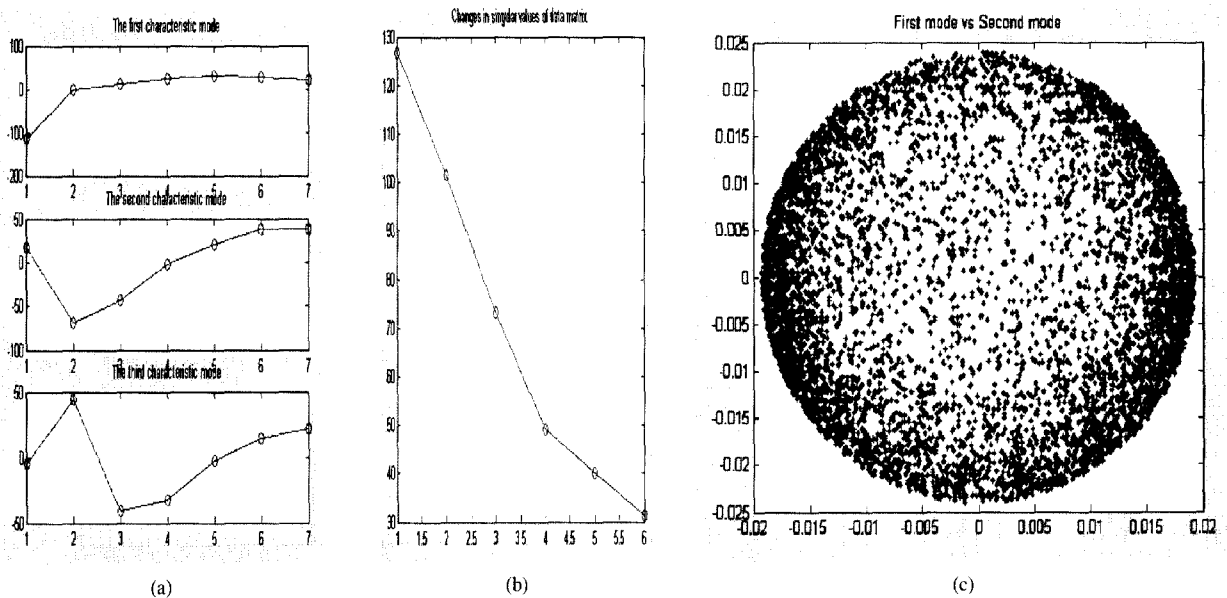 The first characteristic mode
100
0
100
200
1 2 3 4 5 6 7
The second characteristic mode
50
0
-50
-100
1 2 3 4 5 6 7
The third characteristic mode
50
0
-50
1 2 3 4 5 6 7
(a)
Changes in singular values of data matrix
130
120
110
100
90
80
70
60
50
40
30
1 1.5 2 2.5 3 3.5 4 4.5 5 5.5 6
(b)
First mode vs Second mode
0.025
0.02
0.015
0.01
0.005
0
-0.005
-0.01
-0.015
-0.02
-0.025
-0.02 -0.015 -0.01 -0.005 0 0.005 0.01 0.015 0.02
(c)